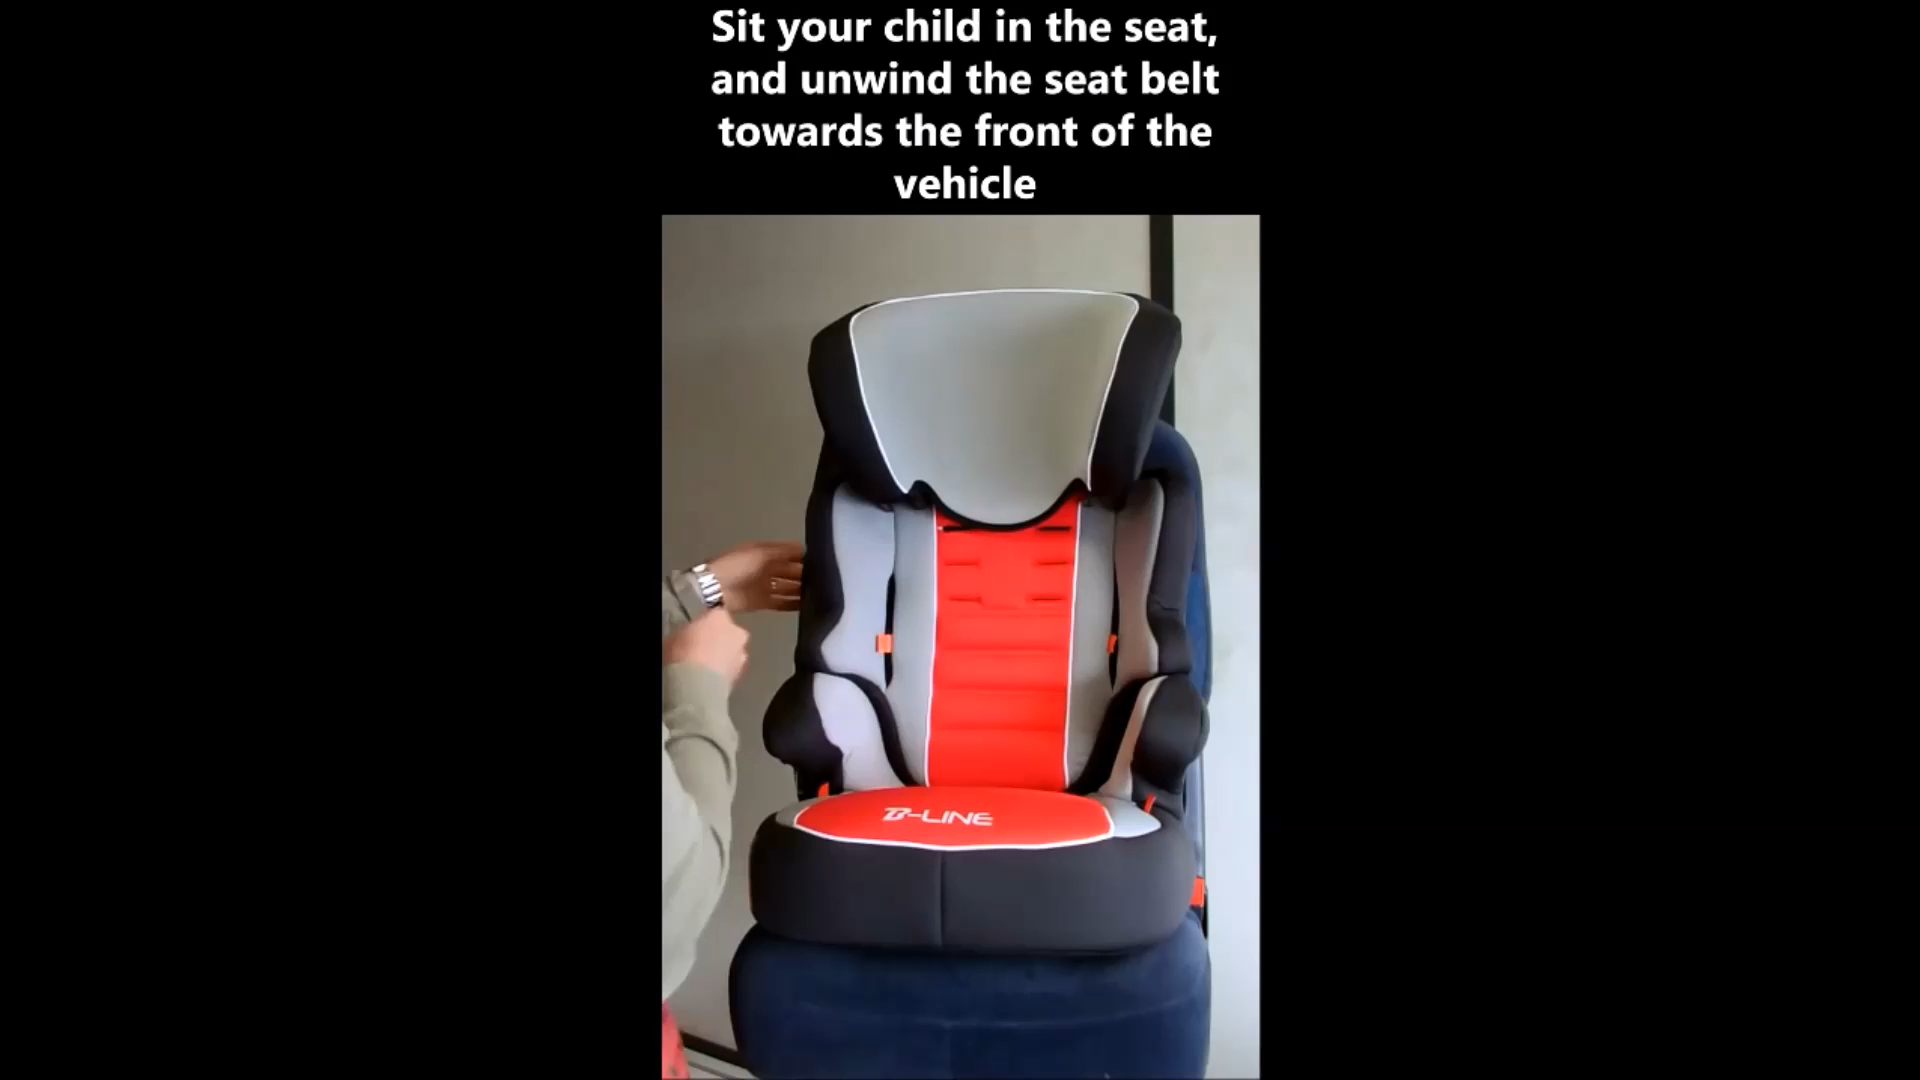 Sit your child in the seat,
and unwind the seat belt
towards the front of the
vehicle
B-LINE